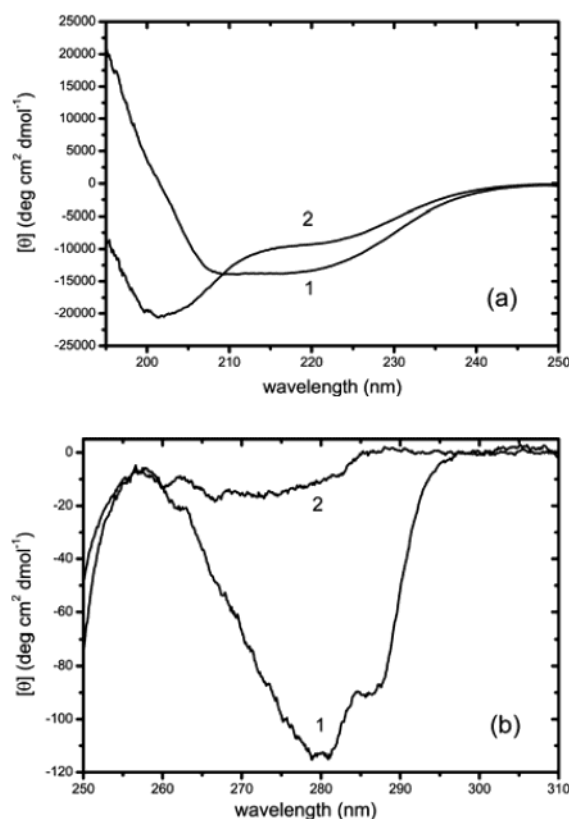 [θ] (deg cm² dmol⁻¹)
25000
20000
15000
10000
5000
0
-5000
-10000
-15000
-20000
-25000
2
1
(a)
200 210 220 230 240 250
wavelength (nm)
[θ] (deg cm² dmol⁻¹)
0
-20
-40
-60
-80
-100
-120
2
1
(b)
250 260 270 280 290 300 310
wavelength (nm)